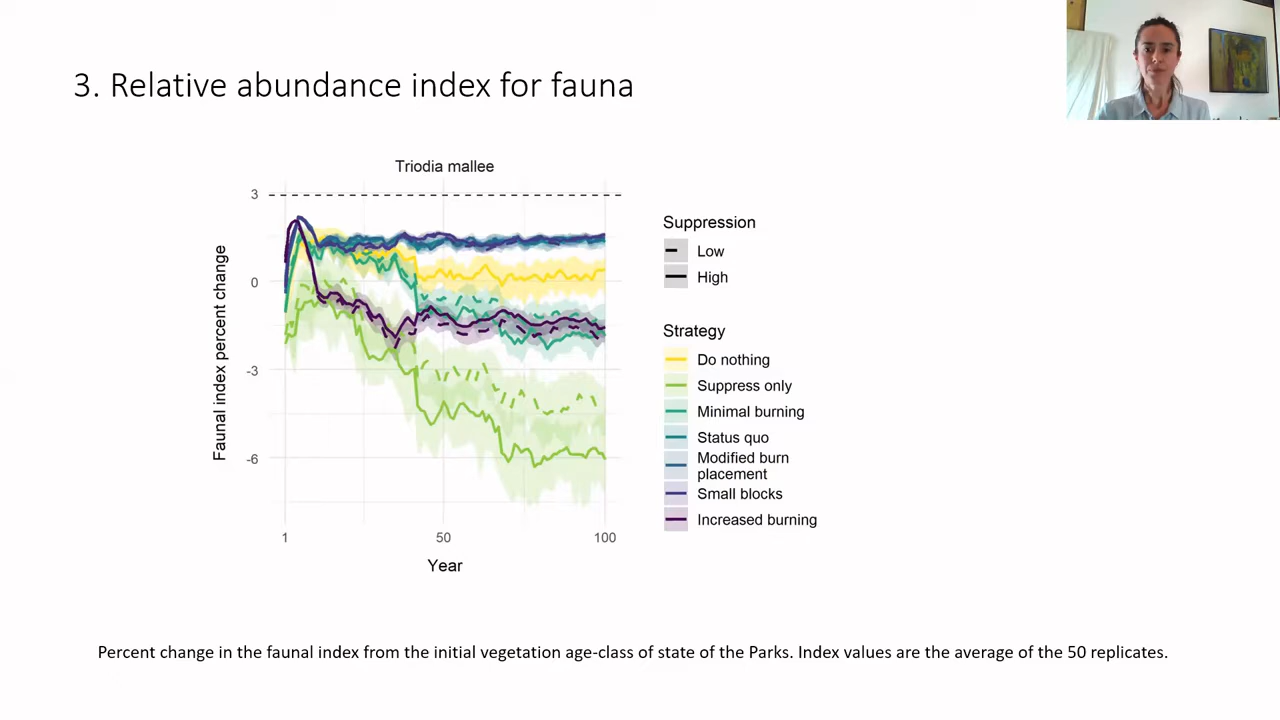 3. Relative abundance index for fauna
Triodia mallee
3
0
-3
-6
Faunal index percent change
1
50
100
Year
Suppression
Low
High
Strategy
Do nothing
Suppress only
Minimal burning
Status quo
Modified burn
placement
Small blocks
Increased burning
Percent change in the faunal index from the initial vegetation age-class of state of the Parks. Index values are the average of the 50 replicates.